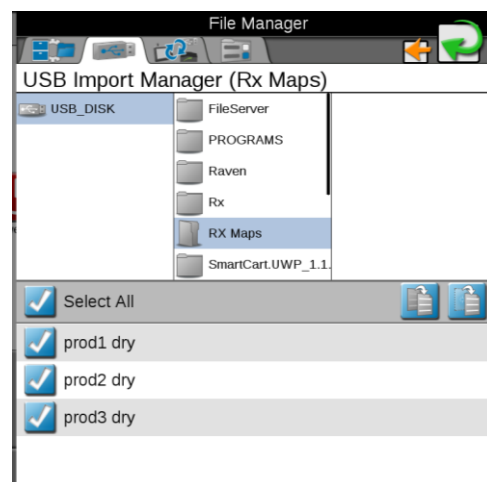 File Manager
USB Import Manager (Rx Maps)
USB_DISK
FileServer
PROGRAMS
Raven
Rx
RX Maps
SmartCart.UWP_1.1.
Select All
prod1 dry
prod2 dry
prod3 dry